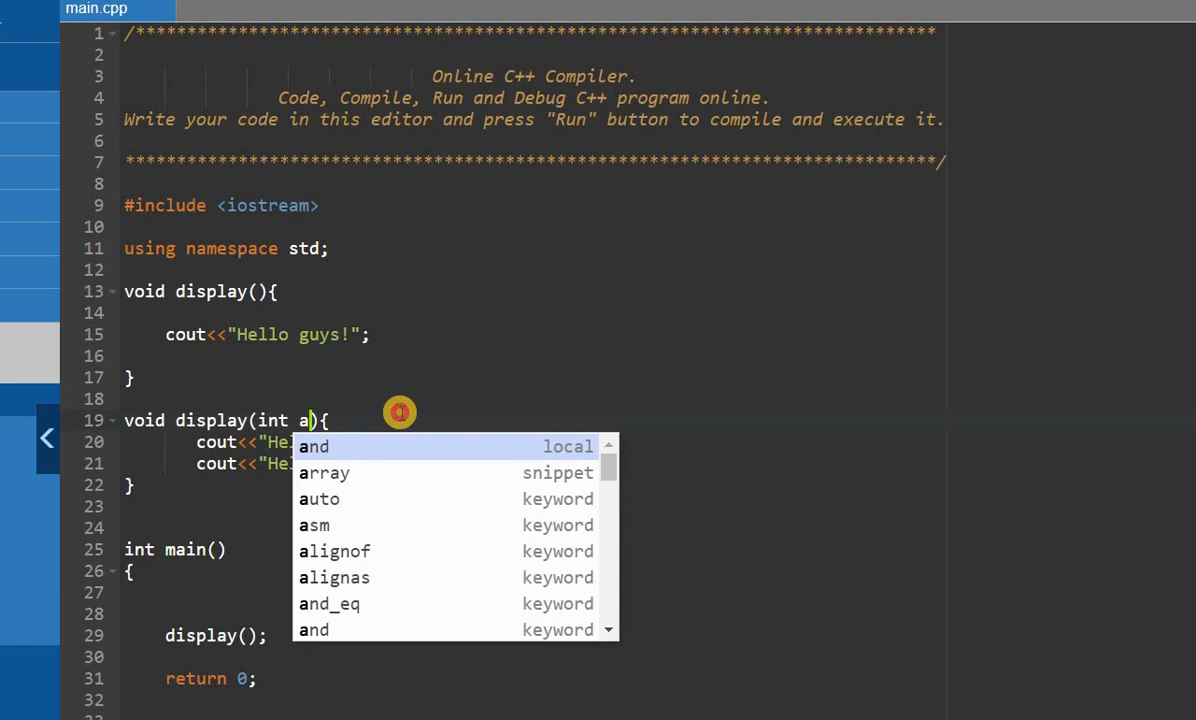 main.cpp
1 /******************************************************************************
2
3 Online C++ Compiler.
4 Code, Compile, Run and Debug C++ program online.
5 Write your code in this editor and press "Run" button to compile and execute it.
6
7 *******************************************************************************/
8
9 #include <iostream>
10
11 using namespace std;
12
13 void display(){
14
15 cout<<"Hello guys!";
16
17 }
18
19 void display(int a){
20 cout<<"He
21 cout<<"He
22 }
23
24
25 int main()
26 {
27
28
29 display();
30
31 return 0;
32
and local
array snippet
auto keyword
asm keyword
alignof keyword
alignas keyword
and_eq keyword
and keyword